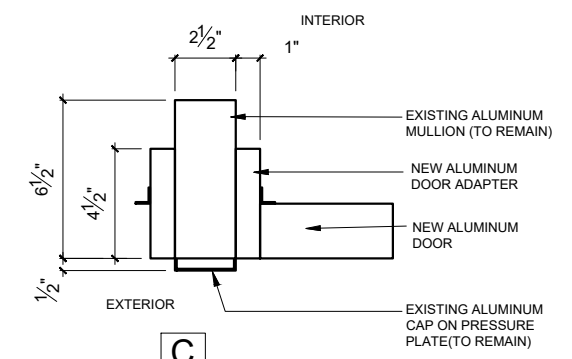 INTERIOR
2½"
1"
EXISTING ALUMINUM
MULLION (TO REMAIN)
6½"
4½"
NEW ALUMINUM
DOOR ADAPTER
NEW ALUMINUM
DOOR
½"
EXTERIOR
EXISTING ALUMINUM
CAP ON PRESSURE
PLATE(TO REMAIN)
C